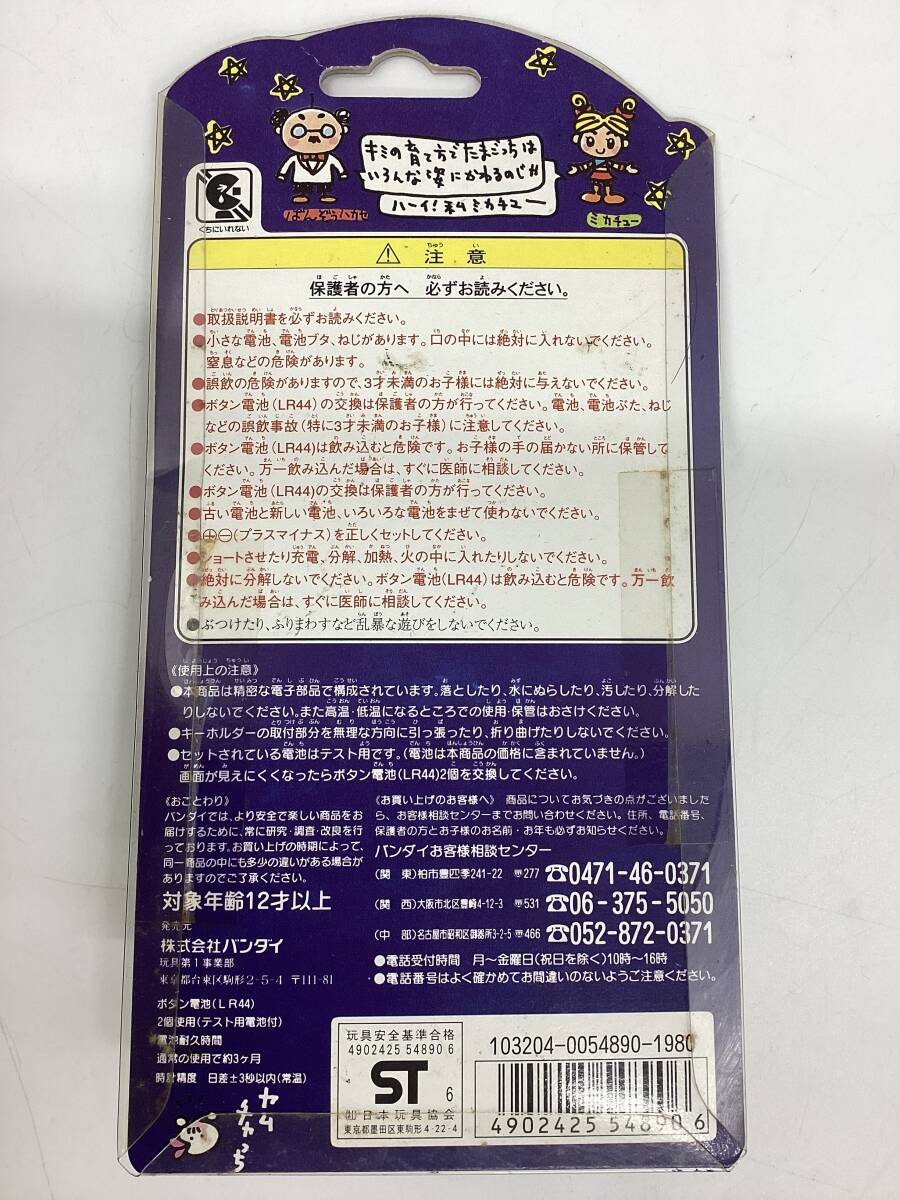 キミの育て方でたまごっちは
いろんな姿にかわるのじゃ
ハーイ!私ミカチュー
ばんぞういかせ
ミカチュー
くちにいれない
⚠ 注意
保護者の方へ 必ずお読みください。
●取扱説明書を必ずお読みください。
●小さな電池、電池ブタ、ねじがあります。口の中には絶対に入れないでください。
窒息などの危険があります。
●誤飲の危険がありますので、3才未満のお子様には絶対に与えないでください。
●ボタン電池(LR44)の交換は保護者の方が行ってください。電池、電池ぶた、ねじ
などの誤飲事故(特に3才未満のお子様)に注意してください。
●ボタン電池(LR44)は飲み込むと危険です。お子様の手の届かない所に保管して
ください。万一飲み込んだ場合は、すぐに医師に相談してください。
●ボタン電池(LR44)の交換は保護者の方が行ってください。
●古い電池と新しい電池、いろいろな電池をまぜて使わないでください。
●⊕⊖(プラスマイナス)を正しくセットしてください。
●ショートさせたり充電、分解、加熱、火の中に入れたりしないでください。
●絶対に分解しないでください。ボタン電池(LR44)は飲み込むと危険です。万一飲
み込んだ場合は、すぐに医師に相談してください。
●ぶつけたり、ふりまわすなど乱暴な遊びをしないでください。
《使用上の注意》
●本商品は精密な電子部品で構成されています。落としたり、水にぬらしたり、汚したり、分解した
りしないでください。また高温・低温になるところでの使用・保管はおさけください。
●キーホルダーの取付部分を無理な方向に引っ張ったり、折り曲げたりしないでください。
●セットされている電池はテスト用です。(電池は本商品の価格に含まれていません。)
画面が見えにくくなったらボタン電池(LR44)2個を交換してください。
《おことわり》
バンダイでは、より安全で楽しい商品をお
届けするために、常に研究・調査・改良を行
っております。お買い上げの時期によって、
同一商品の中にも多少の違いがある場合が
ありますのでご了承ください。
対象年齢12才以上
発売元
株式会社バンダイ
玩具第1事業部
東京都台東区駒形2-5-4 〒111-81
《お買い上げのお客様へ》 商品についてお気づきの点がございました
ら、お客様相談センターまでお問い合わせください。住所、電話番号、
保護者の方とお子様のお名前・お年も必ずお知らせください。
バンダイお客様相談センター
(関 東)柏市豊四季241-22 〒277 ☎0471-46-0371
(関 西)大阪市北区豊崎4-12-3 〒531 ☎06-375-5050
(中 部)名古屋市昭和区御器所3-2-5 〒466 ☎052-872-0371
●電話受付時間 月〜金曜日(祝日を除く)10時〜16時
●電話番号はよく確かめてお間違いのないようご注意ください。
ボタン電池(LR44)
2個使用(テスト用電池付)
電池耐久時間
通常の使用で約3ヶ月
時計精度 日差±3秒以内(常温)
玩具安全基準合格
4902425 54890 6
ST
6
(社)日本玩具協会
東京都墨田区東駒形4-22-4
103204-0054890-1980
4902425 548906